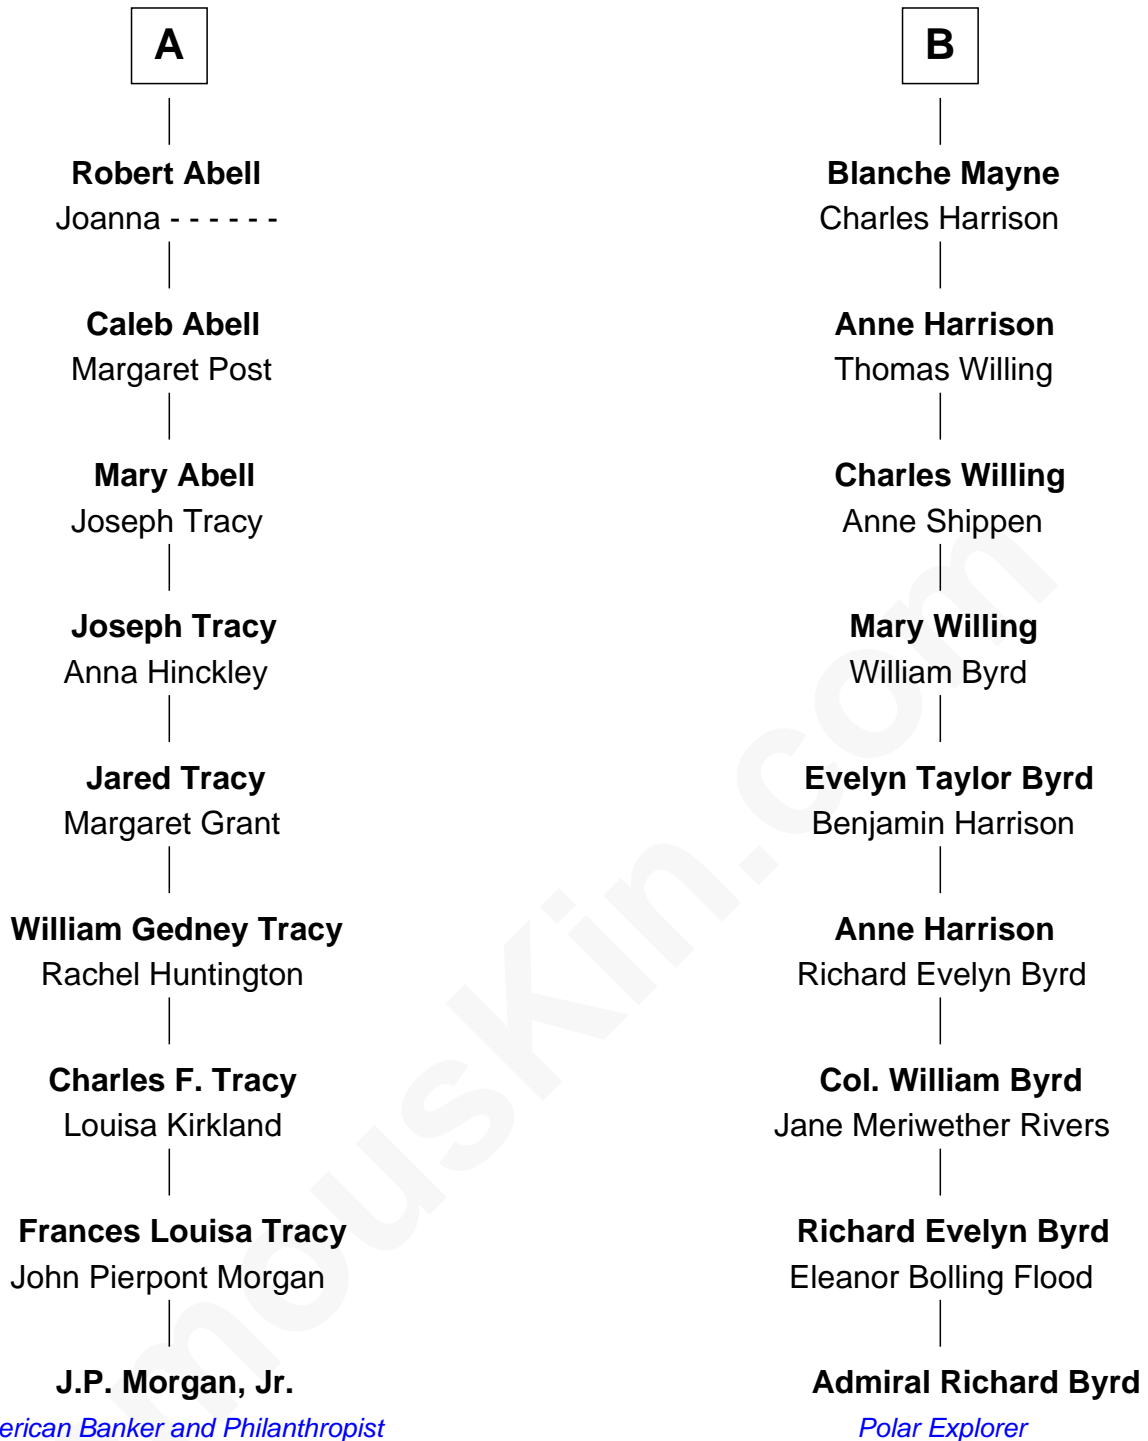 A
Robert Abell
Joanna - - - - - -
Caleb Abell
Margaret Post
Mary Abell
Joseph Tracy
Joseph Tracy
Anna Hinckley
Jared Tracy
Margaret Grant
William Gedney Tracy
Rachel Huntington
Charles F. Tracy
Louisa Kirkland
Frances Louisa Tracy
John Pierpont Morgan
J.P. Morgan, Jr.
erican Banker and Philanthropist
B
Blanche Mayne
Charles Harrison
Anne Harrison
Thomas Willing
Charles Willing
Anne Shippen
Mary Willing
William Byrd
Evelyn Taylor Byrd
Benjamin Harrison
Anne Harrison
Richard Evelyn Byrd
Col. William Byrd
Jane Meriwether Rivers
Richard Evelyn Byrd
Eleanor Bolling Flood
Admiral Richard Byrd
Polar Explorer
mouskin.com